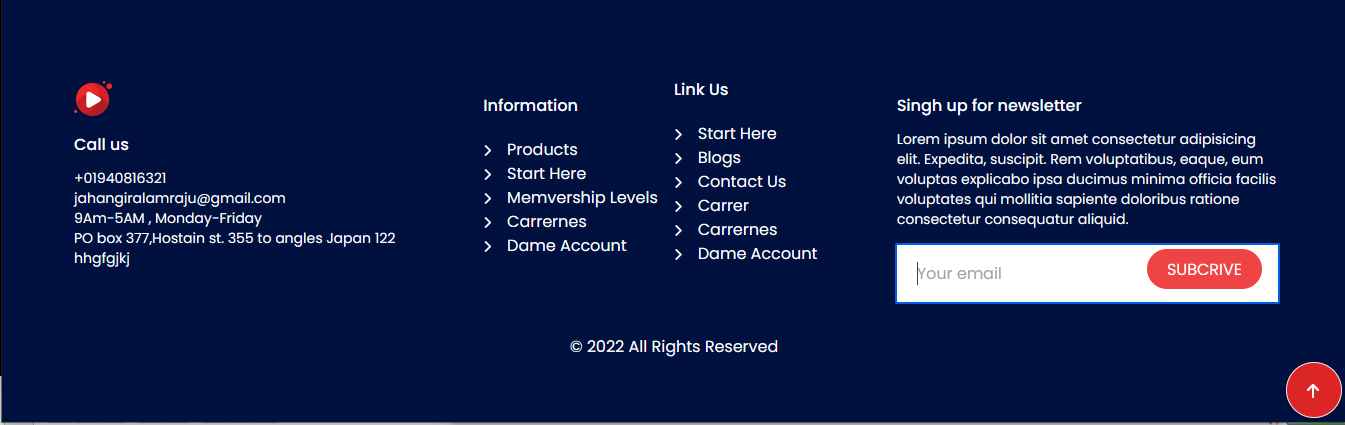 Call us
+01940816321
jahangiralamraju@gmail.com
9Am-5AM , Monday-Friday
PO box 377,Hostain st. 355 to angles Japan 122
hhgfgjkj
Information
Products
Start Here
Memvership Levels
Carrernes
Dame Account
Link Us
Start Here
Blogs
Contact Us
Carrer
Carrernes
Dame Account
Singh up for newsletter
Lorem ipsum dolor sit amet consectetur adipisicing
elit. Expedita, suscipit. Rem voluptatibus, eaque, eum
voluptas explicabo ipsa ducimus minima officia facilis
voluptates qui mollitia sapiente doloribus ratione
consectetur consequatur aliquid.
Your email
SUBCRIVE
© 2022 All Rights Reserved